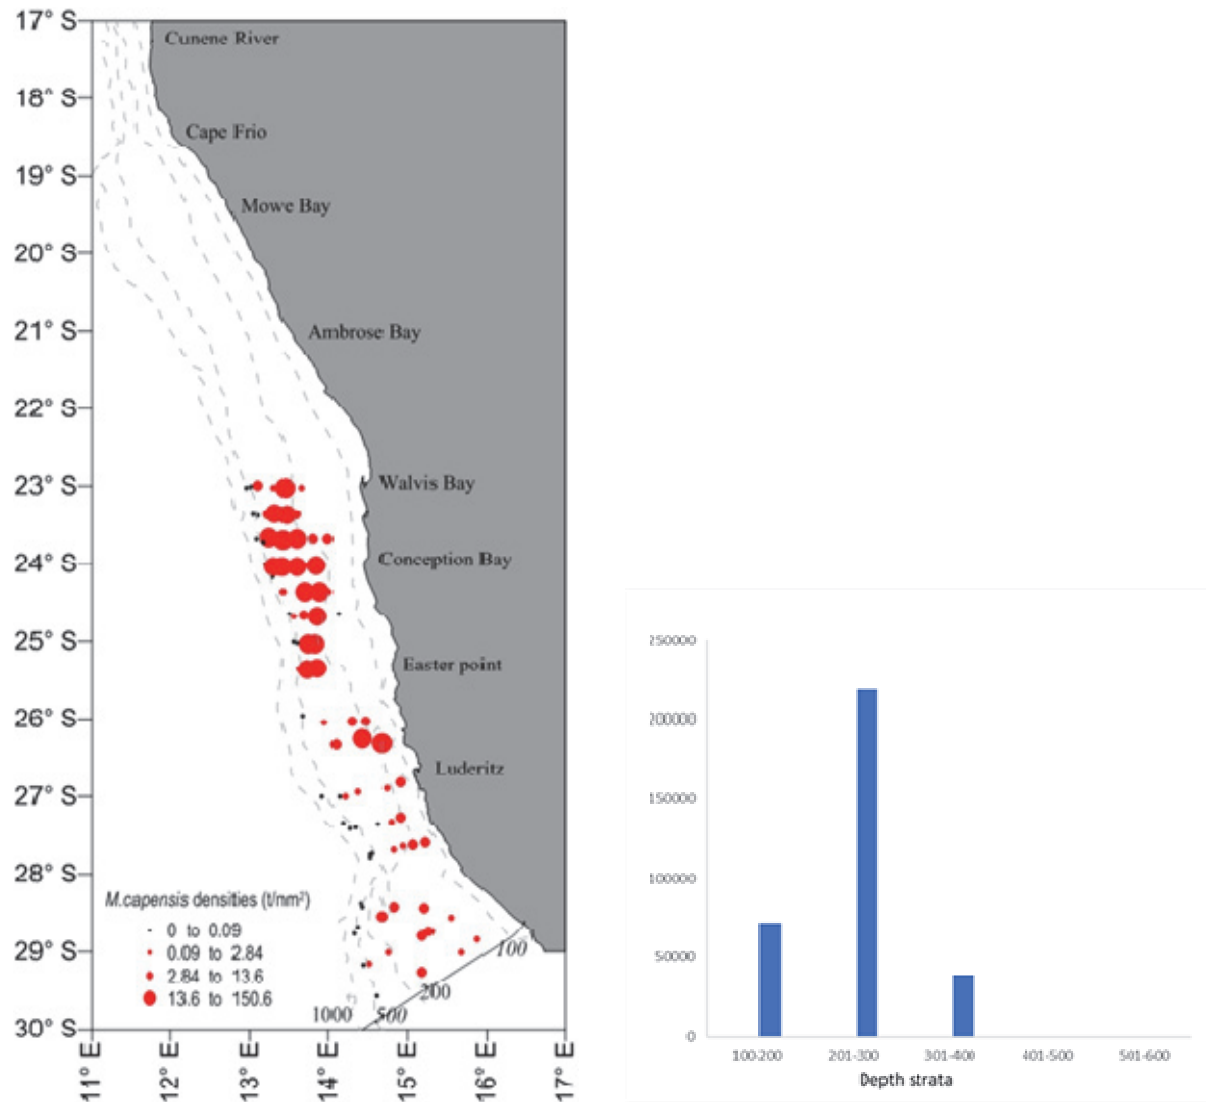 17° S
Cunene River
18° S
Cape Frio
19° S
Mowe Bay
20° S
21° S
Ambrose Bay
22° S
23° S
Walvis Bay
24° S
Conception Bay
25° S
Easter point
26° S
Luderitz
27° S
28° S
M.capensis densities (t/nm²)
0 to 0.09
0.09 to 2.84
2.84 to 13.6
13.6 to 150.6
29° S
100
200
1000
500
30° S
11°E
12°E
13°E
14°E
15°E
16°E
17°E
250000
200000
150000
100000
50000
0
100-200
201-300
301-400
401-500
501-600
Depth strata